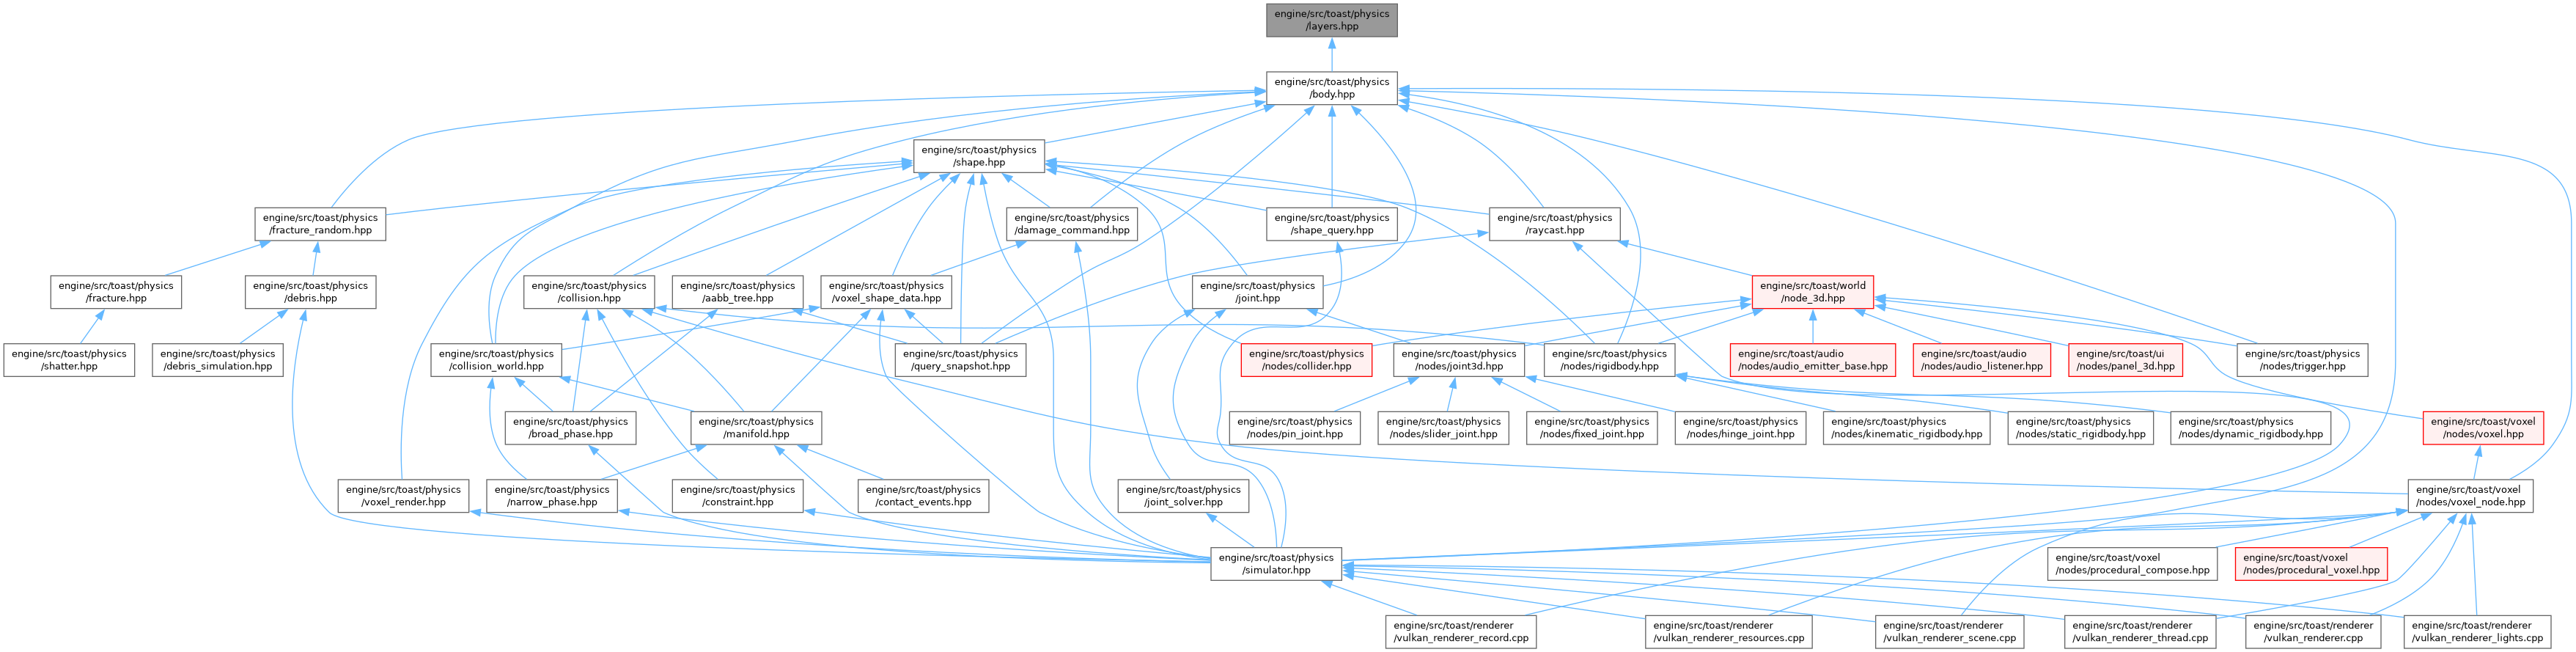 engine/src/toast/physics
/layers.hpp
engine/src/toast/physics
/body.hpp
engine/src/toast/physics
/shape.hpp
engine/src/toast/physics
/fracture_random.hpp
engine/src/toast/physics
/damage_command.hpp
engine/src/toast/physics
/shape_query.hpp
engine/src/toast/physics
/raycast.hpp
engine/src/toast/physics
/fracture.hpp
engine/src/toast/physics
/debris.hpp
engine/src/toast/physics
/collision.hpp
engine/src/toast/physics
/aabb_tree.hpp
engine/src/toast/physics
/voxel_shape_data.hpp
engine/src/toast/physics
/joint.hpp
engine/src/toast/world
/node_3d.hpp
engine/src/toast/physics
/shatter.hpp
engine/src/toast/physics
/debris_simulation.hpp
engine/src/toast/physics
/collision_world.hpp
engine/src/toast/physics
/query_snapshot.hpp
engine/src/toast/physics
/nodes/collider.hpp
engine/src/toast/physics
/nodes/joint3d.hpp
engine/src/toast/physics
/nodes/rigidbody.hpp
engine/src/toast/audio
/nodes/audio_emitter_base.hpp
engine/src/toast/audio
/nodes/audio_listener.hpp
engine/src/toast/ui
/nodes/panel_3d.hpp
engine/src/toast/physics
/nodes/trigger.hpp
engine/src/toast/physics
/broad_phase.hpp
engine/src/toast/physics
/manifold.hpp
engine/src/toast/physics
/nodes/pin_joint.hpp
engine/src/toast/physics
/nodes/slider_joint.hpp
engine/src/toast/physics
/nodes/fixed_joint.hpp
engine/src/toast/physics
/nodes/hinge_joint.hpp
engine/src/toast/physics
/nodes/kinematic_rigidbody.hpp
engine/src/toast/physics
/nodes/static_rigidbody.hpp
engine/src/toast/physics
/nodes/dynamic_rigidbody.hpp
engine/src/toast/voxel
/nodes/voxel.hpp
engine/src/toast/physics
/voxel_render.hpp
engine/src/toast/physics
/narrow_phase.hpp
engine/src/toast/physics
/constraint.hpp
engine/src/toast/physics
/contact_events.hpp
engine/src/toast/physics
/joint_solver.hpp
engine/src/toast/voxel
/nodes/voxel_node.hpp
engine/src/toast/physics
/simulator.hpp
engine/src/toast/voxel
/nodes/procedural_compose.hpp
engine/src/toast/voxel
/nodes/procedural_voxel.hpp
engine/src/toast/renderer
/vulkan_renderer_record.cpp
engine/src/toast/renderer
/vulkan_renderer_resources.cpp
engine/src/toast/renderer
/vulkan_renderer_scene.cpp
engine/src/toast/renderer
/vulkan_renderer_thread.cpp
engine/src/toast/renderer
/vulkan_renderer.cpp
engine/src/toast/renderer
/vulkan_renderer_lights.cpp